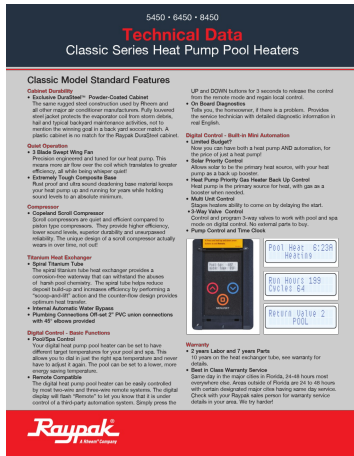 5450 • 6450 • 8450
Technical Data
Classic Series Heat Pump Pool Heaters
Classic Model Standard Features
Cabinet Durability
• Exclusive DuraSteel™ Powder-Coated Cabinet
The same rugged steel construction used by Rheem and
all other major air conditioner manufacturers. Fully louvered
steel jacket protects the evaporator coil from storm debris,
hail and typical backyard maintenance activities, not to
mention the winning goal in a back yard soccer match. A
plastic cabinet is no match for the Raypak DuraSteel cabinet.
Quiet Operation
• 3 Blade Swept Wing Fan
Precision engineered and tuned for our heat pump. This
means more air flow over the coil which translates to greater
efficiency, all while being whisper quiet!
• Extremely Tough Composite Base
Rust proof and ultra sound deadening base material keeps
your heat pump up and running for years while holding
sound levels to an absolute minimum.
Compressor
• Copeland Scroll Compressor
Scroll compressors are quiet and efficient compared to
piston type compressors. They provide higher efficiency,
lower sound levels, superior durability and unsurpassed
reliability. The unique design of a scroll compressor actually
wears in over time, not out!
Titanium Heat Exchanger
• Spiral Titanium Tube
The spiral titanium tube heat exchanger provides a
corrosion-free waterway that can withstand the abuses
of harsh pool chemistry. The spiral tube helps reduce
deposit build-up and increases efficiency by performing a
"scoop-and-lift" action and the counter-flow design provides
optimum heat transfer.
• Internal Automatic Water Bypass
• Plumbing Connections Off-set 2" PVC union connections
with 45° elbows provided
Digital Control - Basic Functions
• Pool/Spa Control
Your digital heat pump pool heater can be set to have
different target temperatures for your pool and spa. This
allows you to dial in just the right spa temperature and never
have to adjust it again. The pool can be set to a lower, more
energy saving temperature.
• Remote Compatible
The digital heat pump pool heater can be easily controlled
by most two-wire and three-wire remote systems. The digital
display will flash "Remote" to let you know that it is under
control of a third-party automation system. Simply press the
UP and DOWN buttons for 3 seconds to release the control
from the remote mode and regain local control.
• On Board Diagnostics
Tells you, the homeowner, if there is a problem. Provides
the service technician with detailed diagnostic information in
real English.
Digital Control - Built-in Mini Automation
• Limited Budget?
Now you can have both a heat pump AND automation, for
the price of just a heat pump!
• Solar Priority Control
Allows solar to be the primary heat source, with your heat
pump as a back up booster.
• Heat Pump Priority Gas Heater Back Up Control
Heat pump is the primary source for heat, with gas as a
booster when needed.
• Multi Unit Control
Stages heaters ability to come on by delaying the start.
• 3-Way Valve Control
Control and program 3-way valves to work with pool and spa
mode on digital control. No external parts to buy.
• Pump Control and Time Clock
Pool Heat 6:23A
Heating
Run Hours 199
Cycles 64
Return Valve 2
POOL
Warranty
• 2 years Labor and 7 years Parts
10 years on the heat exchanger tube, see warranty for
details.
• Best in Class Warranty Service
Same day in the major cities in Florida, 24-48 hours most
everywhere else. Areas outside of Florida are 24 to 48 hours
with certain designated major cities having same day service.
Check with your Raypak sales person for warranty service
details in your area. We try harder!
Raypak
A Rheem Company